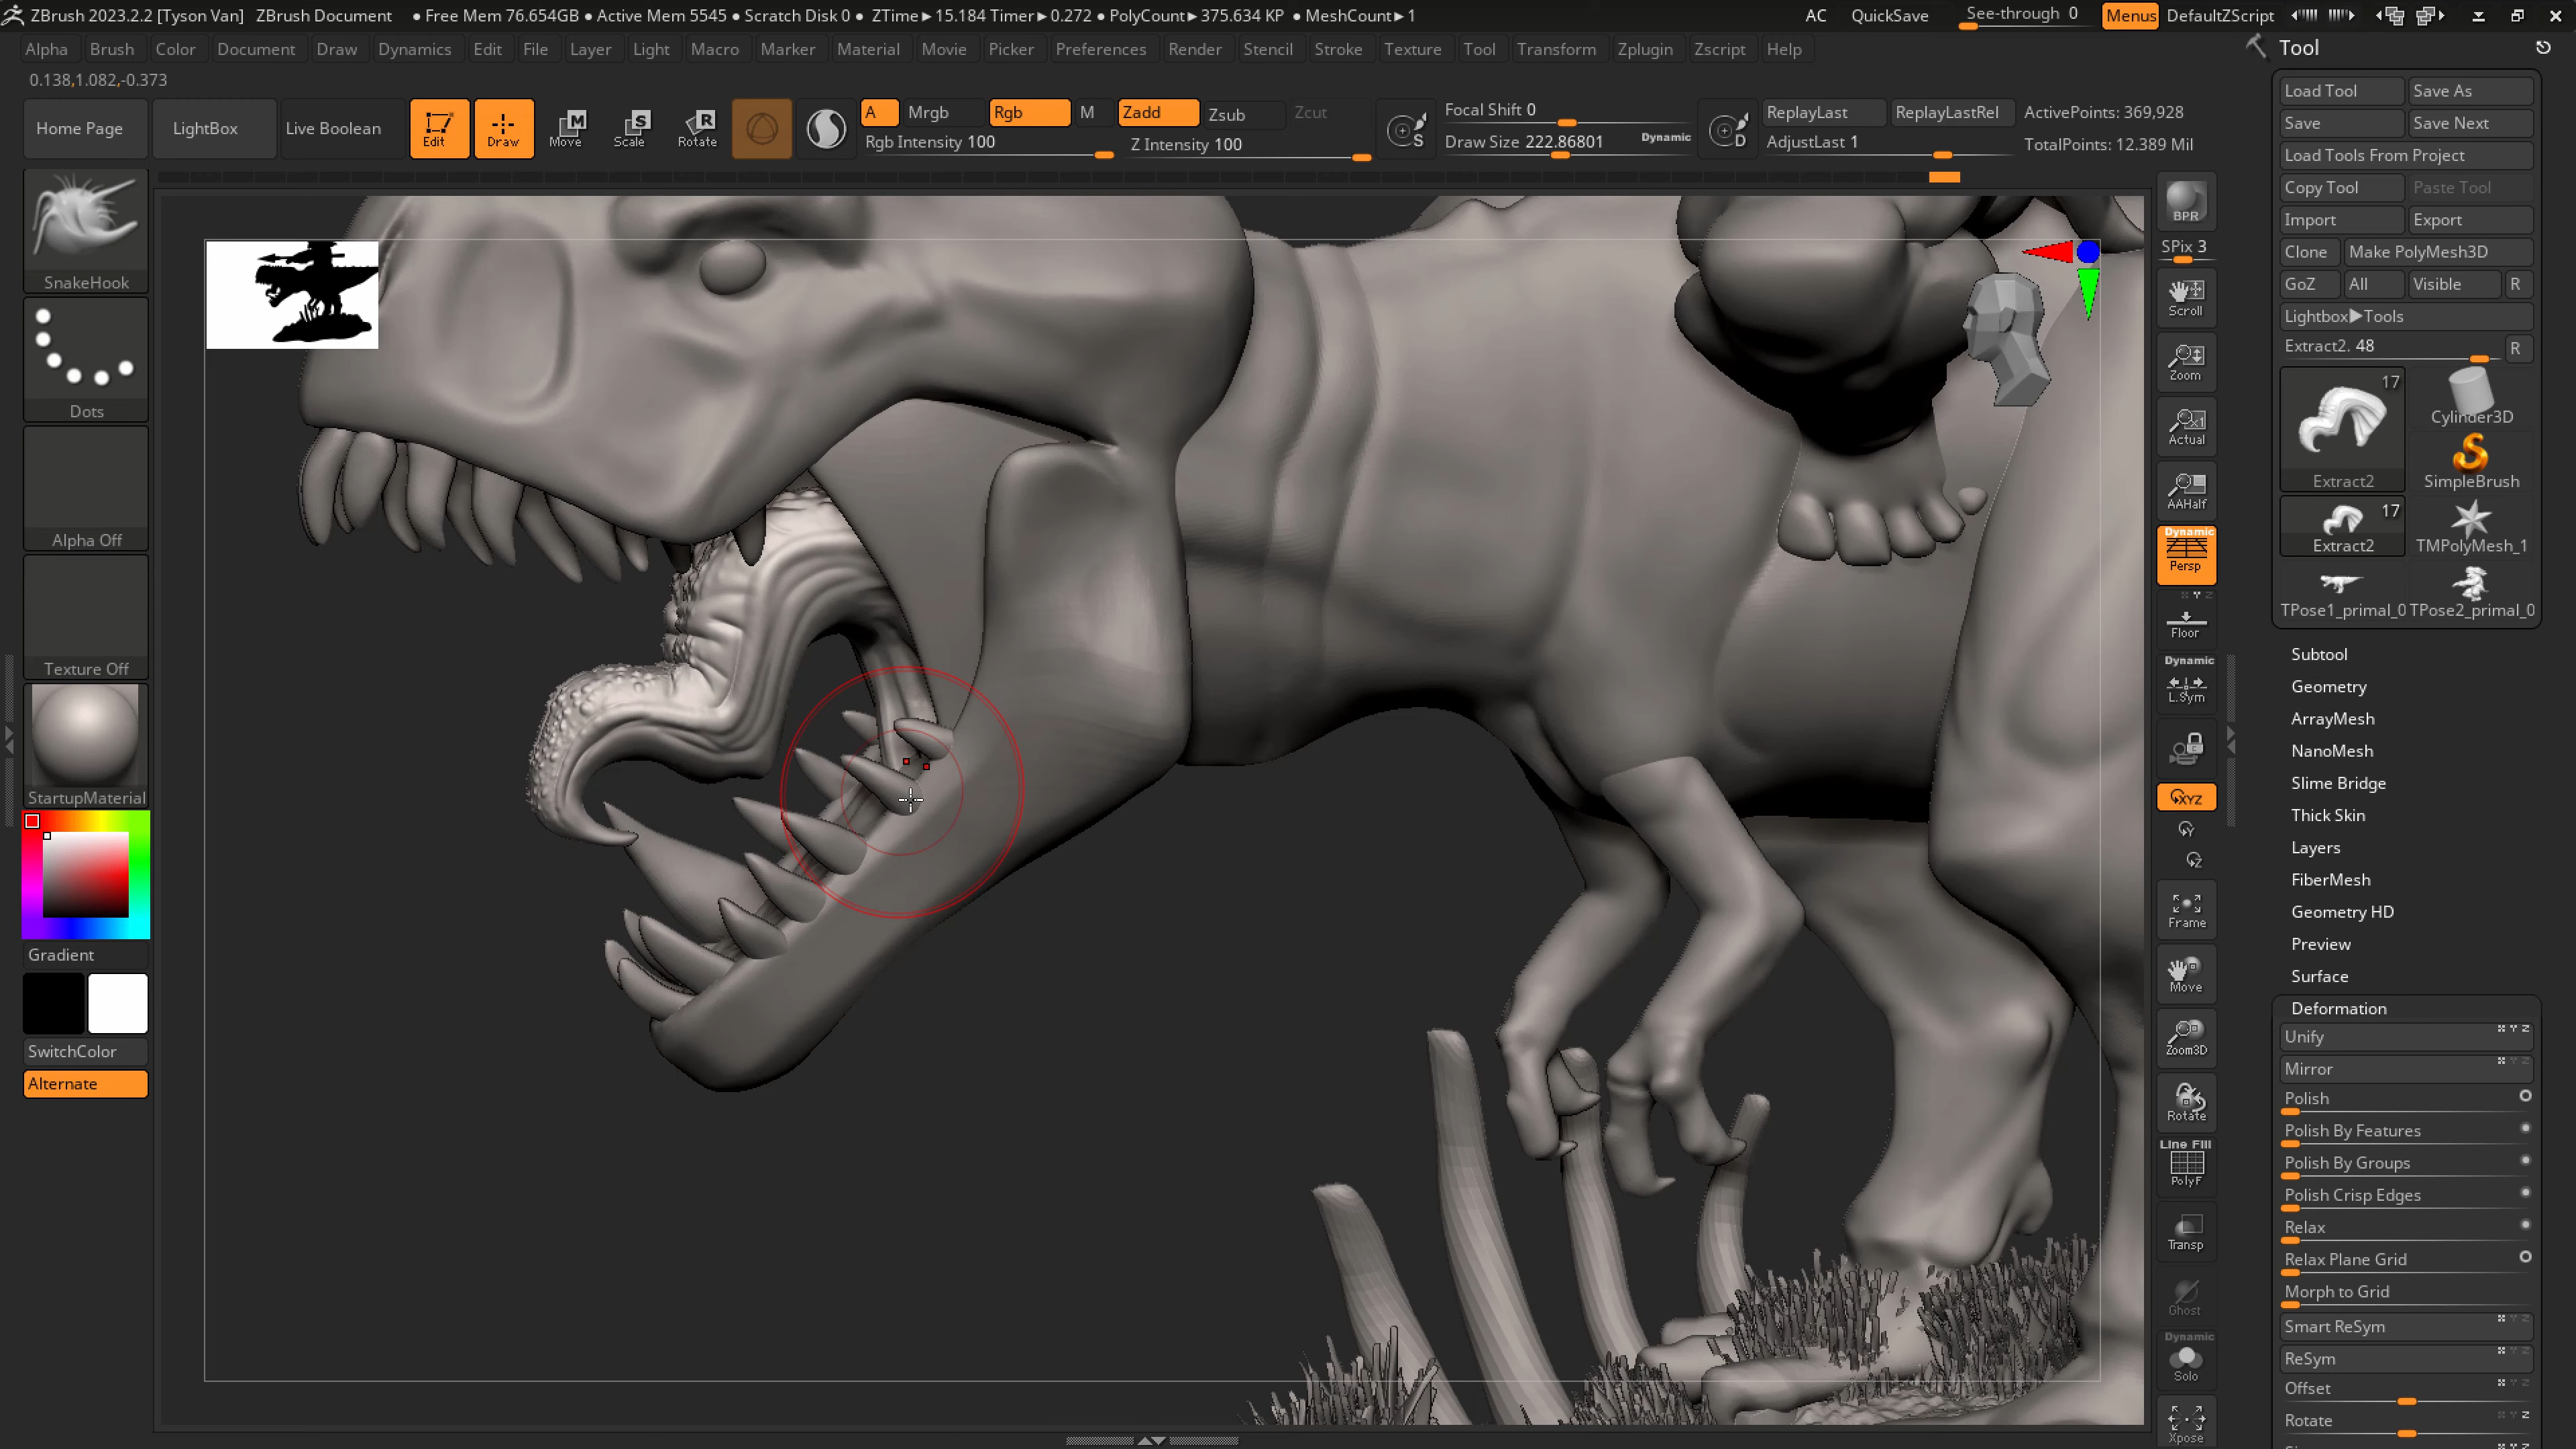 ZBrush 2023.2.2 [Tyson Van] ZBrush Document ● Free Mem 76.654GB ● Active Mem 5545 ● Scratch Disk 0 ● ZTime►15.184 Timer►0.272 ● PolyCount►375.634 KP ● MeshCount►1 AC QuickSave See-through 0 Menus DefaultZScript
Alpha Brush Color Document Draw Dynamics Edit File Layer Light Macro Marker Material Movie Picker Preferences Render Stencil Stroke Texture Tool Transform Zplugin Zscript Help
0.138,1.082,-0.373
Home Page
LightBox
Live Boolean
Edit
Draw
Move
Scale
Rotate
A Mrgb Rgb M Zadd Zsub Zcut
Rgb Intensity 100
Z Intensity 100
Focal Shift 0
Draw Size 222.86801 Dynamic
ReplayLast ReplayLastRel
AdjustLast 1
ActivePoints: 369,928
TotalPoints: 12.389 Mil
SnakeHook
Dots
Alpha Off
Texture Off
StartupMaterial
Gradient
SwitchColor
Alternate
BPR
SPix 3
Scroll
Zoom
Actual
AAHalf
Dynamic
Persp
Floor
Dynamic
L.Sym
XYZ
Y
Z
Frame
Move
Zoom3D
Rotate
Line Fill
PolyF
Transp
Ghost
Dynamic
Solo
Xpose
Tool
Load Tool Save As
Save Save Next
Load Tools From Project
Copy Tool Paste Tool
Import Export
Clone Make PolyMesh3D
GoZ All Visible R
Lightbox►Tools
Extract2. 48 R
17
Extract2
Cylinder3D
SimpleBrush
17
Extract2
TMPolyMesh_1
TPose1_primal_0 TPose2_primal_0
Subtool
Geometry
ArrayMesh
NanoMesh
Slime Bridge
Thick Skin
Layers
FiberMesh
Geometry HD
Preview
Surface
Deformation
Unify
Mirror
Polish
Polish By Features
Polish By Groups
Polish Crisp Edges
Relax
Relax Plane Grid
Morph to Grid
Smart ReSym
ReSym
Offset
Rotate